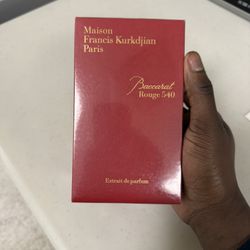 Maison
Francis Kurkdjian
Paris
Baccarat
Rouge 540
Extrait de parfum